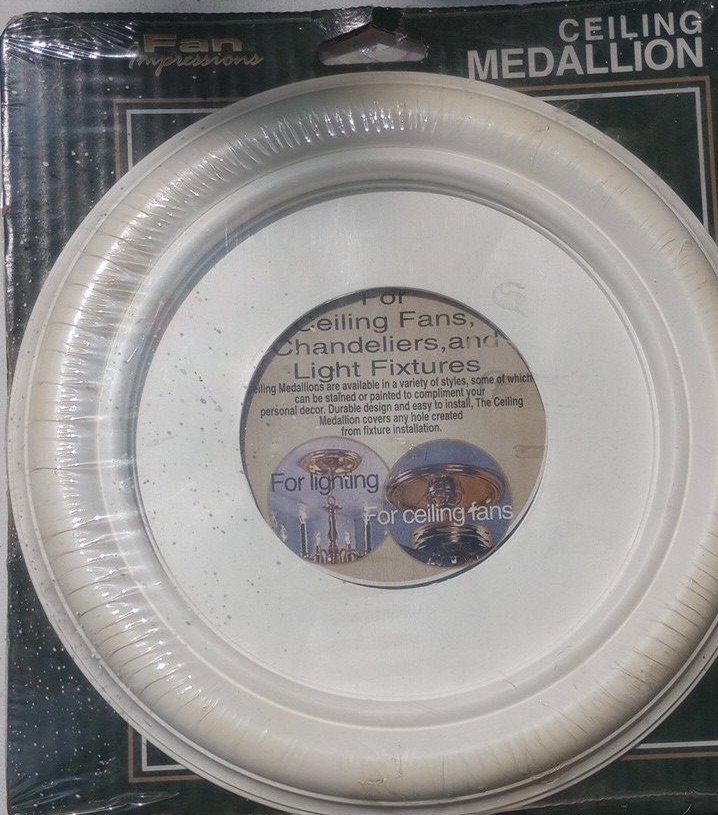 Fan
Impressions
CEILING
MEDALLION
For
Ceiling Fans,
Chandeliers,and
Light Fixtures
eiling Medallions are available in a variety of styles, some of which
can be stained or painted to compliment your
personal decor. Durable design and easy to install, The Ceiling
Medallion covers any hole created
from fixture installation.
For lighting
For ceiling fans